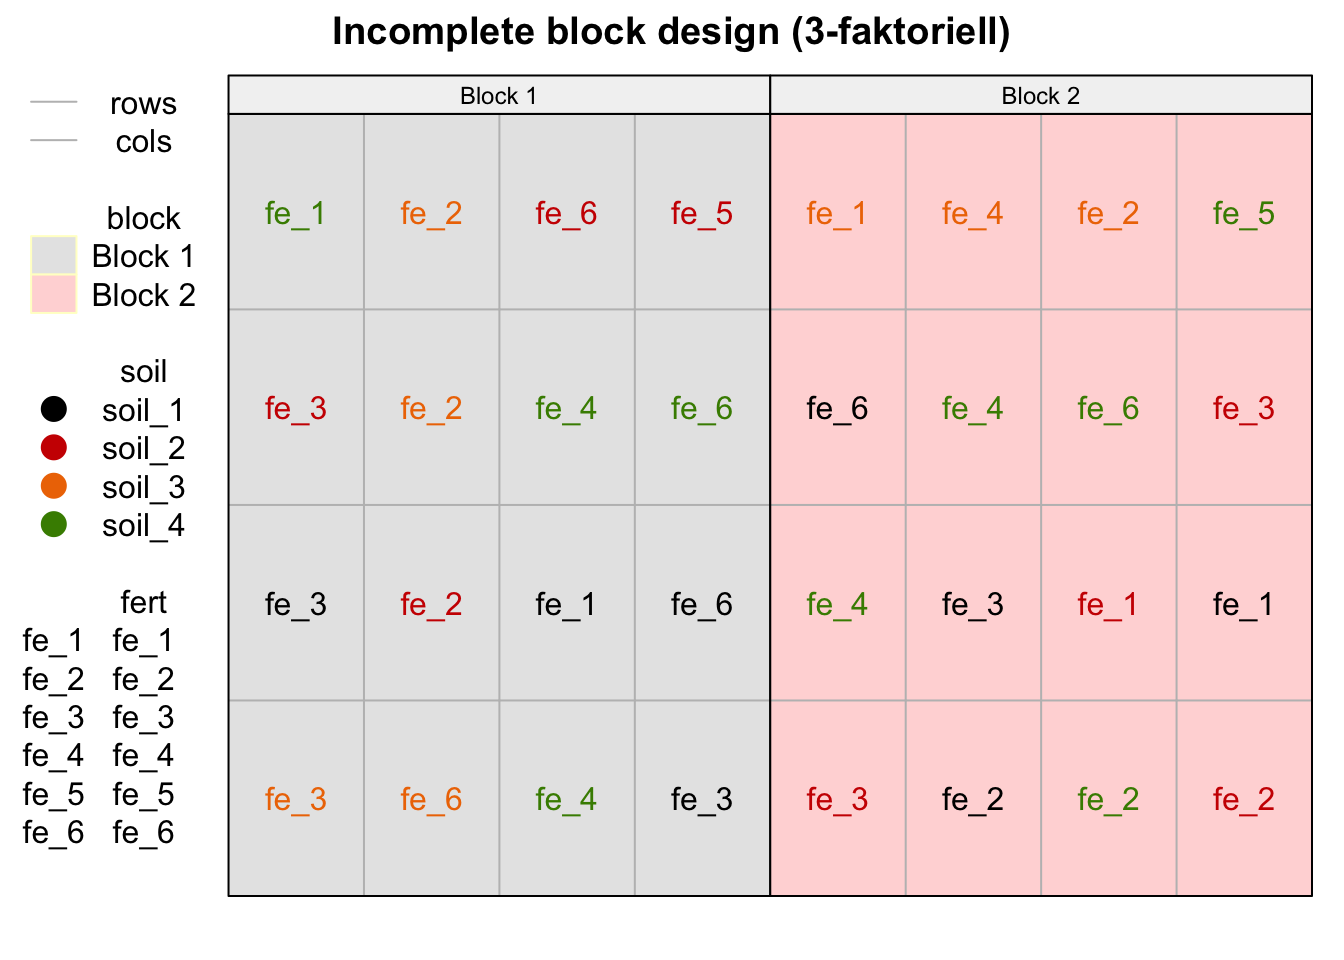 Incomplete block design (3-faktoriell)
rows
cols
block
Block 1
Block 2
soil
soil_1
soil_2
soil_3
soil_4
fert
fe_1 fe_1
fe_2 fe_2
fe_3 fe_3
fe_4 fe_4
fe_5 fe_5
fe_6 fe_6
Block 1 Block 2
fe_1 fe_2 fe_6 fe_5 fe_1 fe_4 fe_2 fe_5
fe_3 fe_2 fe_4 fe_6 fe_6 fe_4 fe_6 fe_3
fe_3 fe_2 fe_1 fe_6 fe_4 fe_3 fe_1 fe_1
fe_3 fe_6 fe_4 fe_3 fe_3 fe_2 fe_2 fe_2